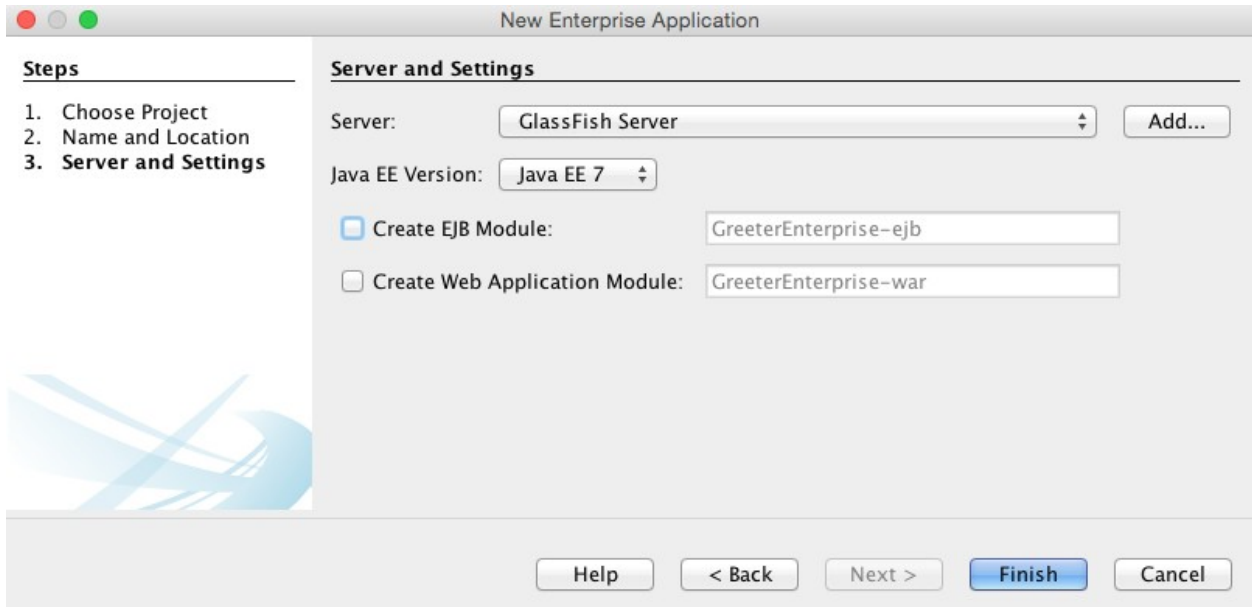 New Enterprise Application
Steps
1. Choose Project
2. Name and Location
3. Server and Settings
Server and Settings
Server: GlassFish Server Add...
Java EE Version: Java EE 7
Create EJB Module: GreeterEnterprise-ejb
Create Web Application Module: GreeterEnterprise-war
Help < Back Next > Finish Cancel